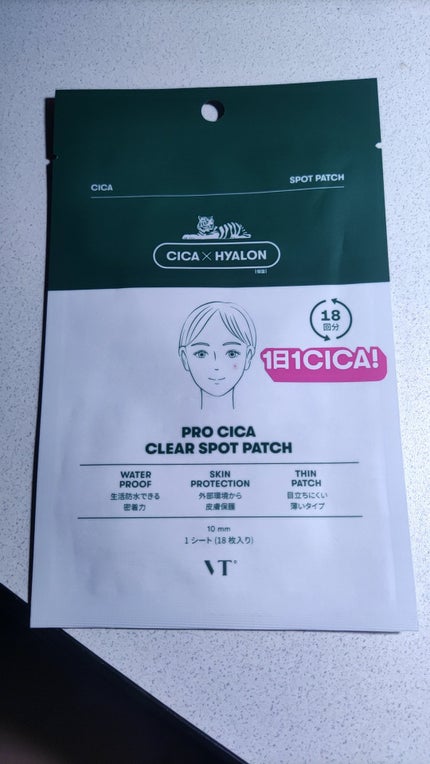 CICA
SPOT PATCH
CICA × HYALON
(保湿)
18
回分
1日1CICA!
PRO CICA
CLEAR SPOT PATCH
WATER
PROOF
生活防水できる
密着力
SKIN
PROTECTION
外部環境から
皮膚保護
THIN
PATCH
目立ちにくい
薄いタイプ
10 mm
1シート (18 枚入り)
VT